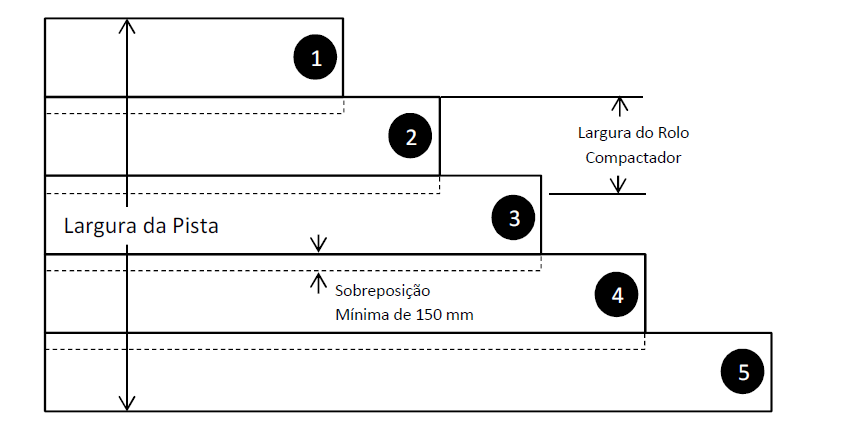 1
2
Largura do Rolo
Compactador
3
Largura da Pista
Sobreposição
Mínima de 150 mm
4
5